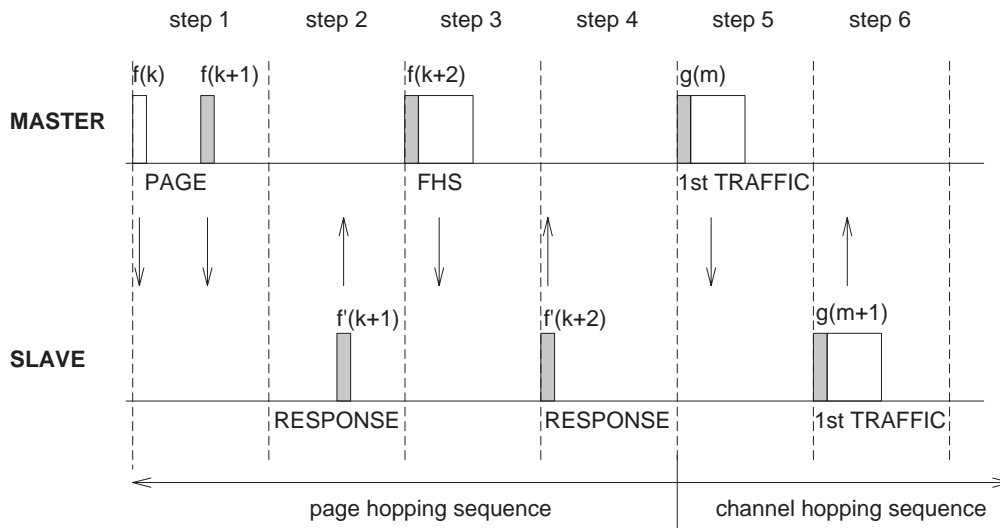 step 1 step 2 step 3 step 4 step 5 step 6
f(k) f(k+1) f(k+2) g(m)
MASTER
PAGE FHS 1st TRAFFIC
f'(k+1) f'(k+2) g(m+1)
SLAVE
RESPONSE RESPONSE 1st TRAFFIC
page hopping sequence channel hopping sequence